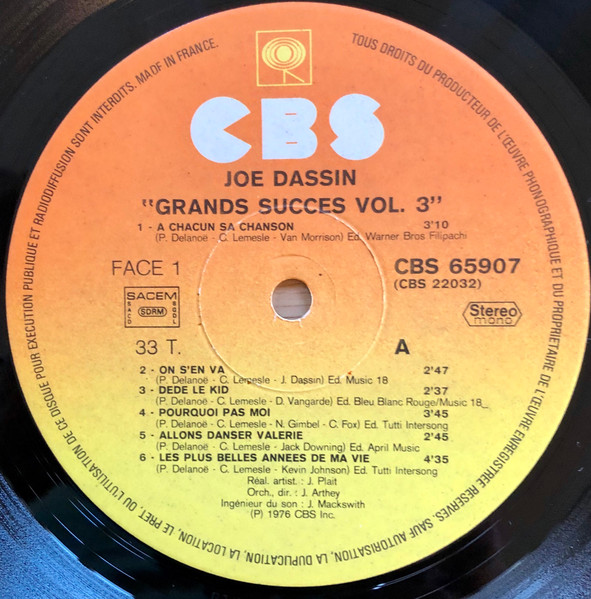 TOUS DROITS DU PRODUCTEUR DE L'ŒUVRE PHONOGRAPHIQUE ET DU PROPRIETAIRE DE L'ŒUVRE ENREGISTREE RESERVES. SAUF AUTORISATION, LA DUPLICATION, LA LOCATION, LE PRET, OU L'UTILISATION DE CE DISQUE POUR EXECUTION PUBLIQUE ET RADIODIFFUSION SONT INTERDITS. MADE IN FRANCE.
CBS
JOE DASSIN
"GRANDS SUCCES VOL. 3"
1 - A CHACUN SA CHANSON 3'10
(P. Delanoë - C. Lemesle - Van Morrison) Ed. Warner Bros Filipachi
FACE 1
CBS 65907
(CBS 22032)
SACEM
SACD SDRM SGDL
Stereo
mono
33 T.
A
2 - ON S'EN VA 2'47
(P. Delanoë - C. Lemesle - J. Dassin) Ed. Music 18
3 - DEDE LE KID 2'37
(P. Delanoë - C. Lemesle - D. Vangarde) Ed. Bleu Blanc Rouge/Music 18
4 - POURQUOI PAS MOI 3'45
(P. Delanoë - C. Lemesle - N. Gimbel - C. Fox) Ed. Tutti Intersong
5 - ALLONS DANSER VALERIE 2'45
(P. Delanoë - C. Lemesle - Jack Downing) Ed. April Music
6 - LES PLUS BELLES ANNEES DE MA VIE 4'35
(P. Delanoë - C. Lemesle - Kevin Johnson) Ed. Tutti Intersong
Réal. artist. : J. Plait
Orch., dir. : J. Arthey
Ingénieur du son : J. Mackswith
(P) 1976 CBS Inc.